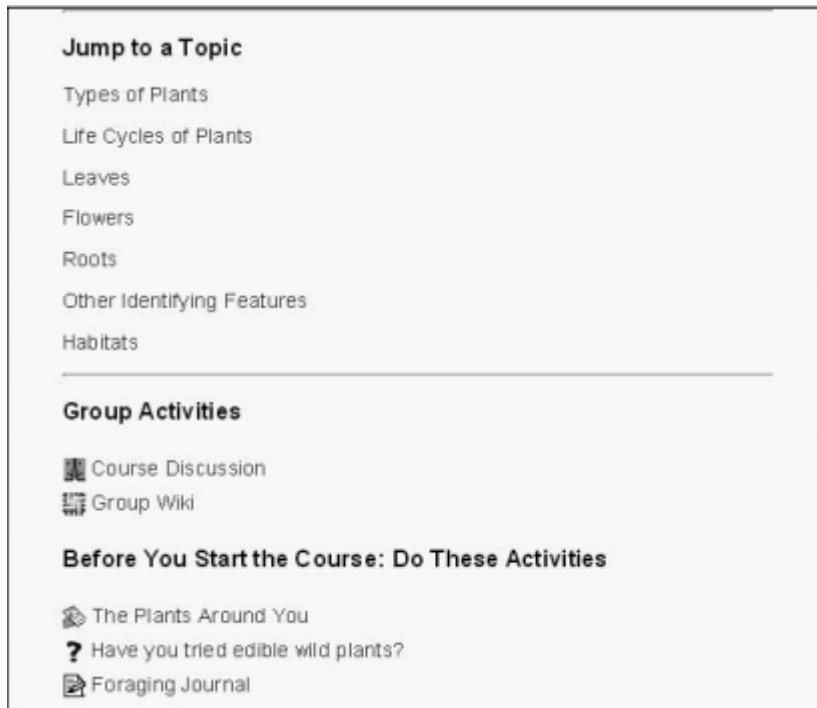 Jump to a Topic
Types of Plants
Life Cycles of Plants
Leaves
Flowers
Roots
Other Identifying Features
Habitats
Group Activities
Course Discussion
Group Wiki
Before You Start the Course: Do These Activities
The Plants Around You
Have you tried edible wild plants?
Foraging Journal